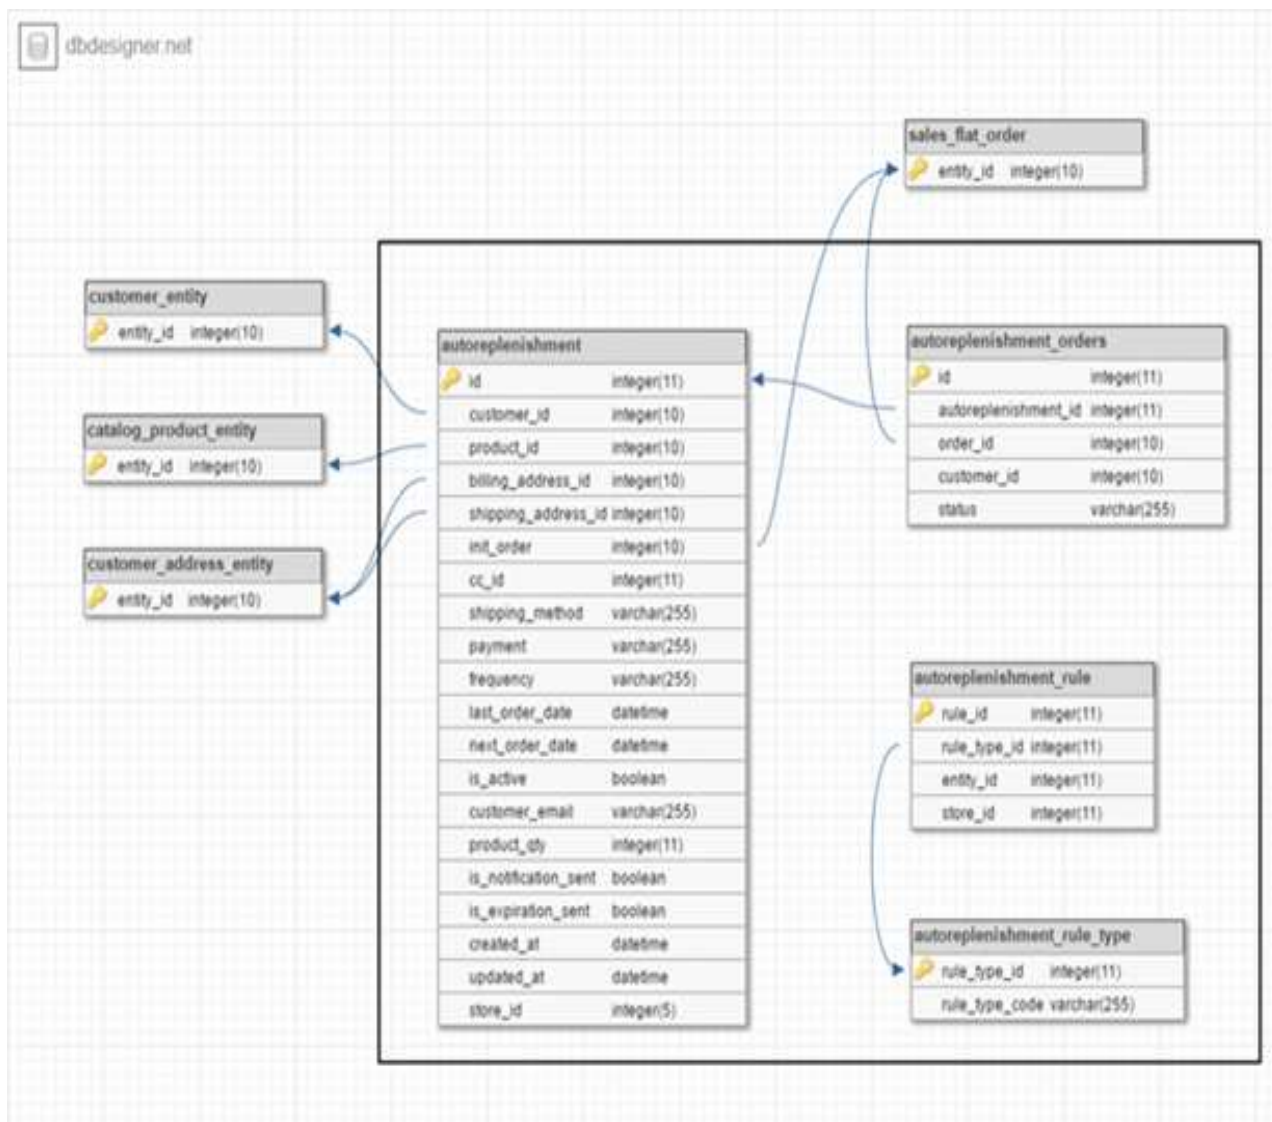 dbdesigner.net
sales_flat_order
entity_id integer(10)
customer_entity
entity_id integer(10)
catalog_product_entity
entity_id integer(10)
customer_address_entity
entity_id integer(10)
autoreplenishment
id integer(11)
customer_id integer(10)
product_id integer(10)
billing_address_id integer(10)
shipping_address_id integer(10)
init_order integer(10)
cc_id integer(11)
shipping_method varchar(255)
payment varchar(255)
frequency varchar(255)
last_order_date datetime
next_order_date datetime
is_active boolean
customer_email varchar(255)
product_qty integer(11)
is_notification_sent boolean
is_expiration_sent boolean
created_at datetime
updated_at datetime
store_id integer(5)
autoreplenishment_orders
id integer(11)
autoreplenishment_id integer(11)
order_id integer(10)
customer_id integer(10)
status varchar(255)
autoreplenishment_rule
rule_id integer(11)
rule_type_id integer(11)
entity_id integer(11)
store_id integer(11)
autoreplenishment_rule_type
rule_type_id integer(11)
rule_type_code varchar(255)